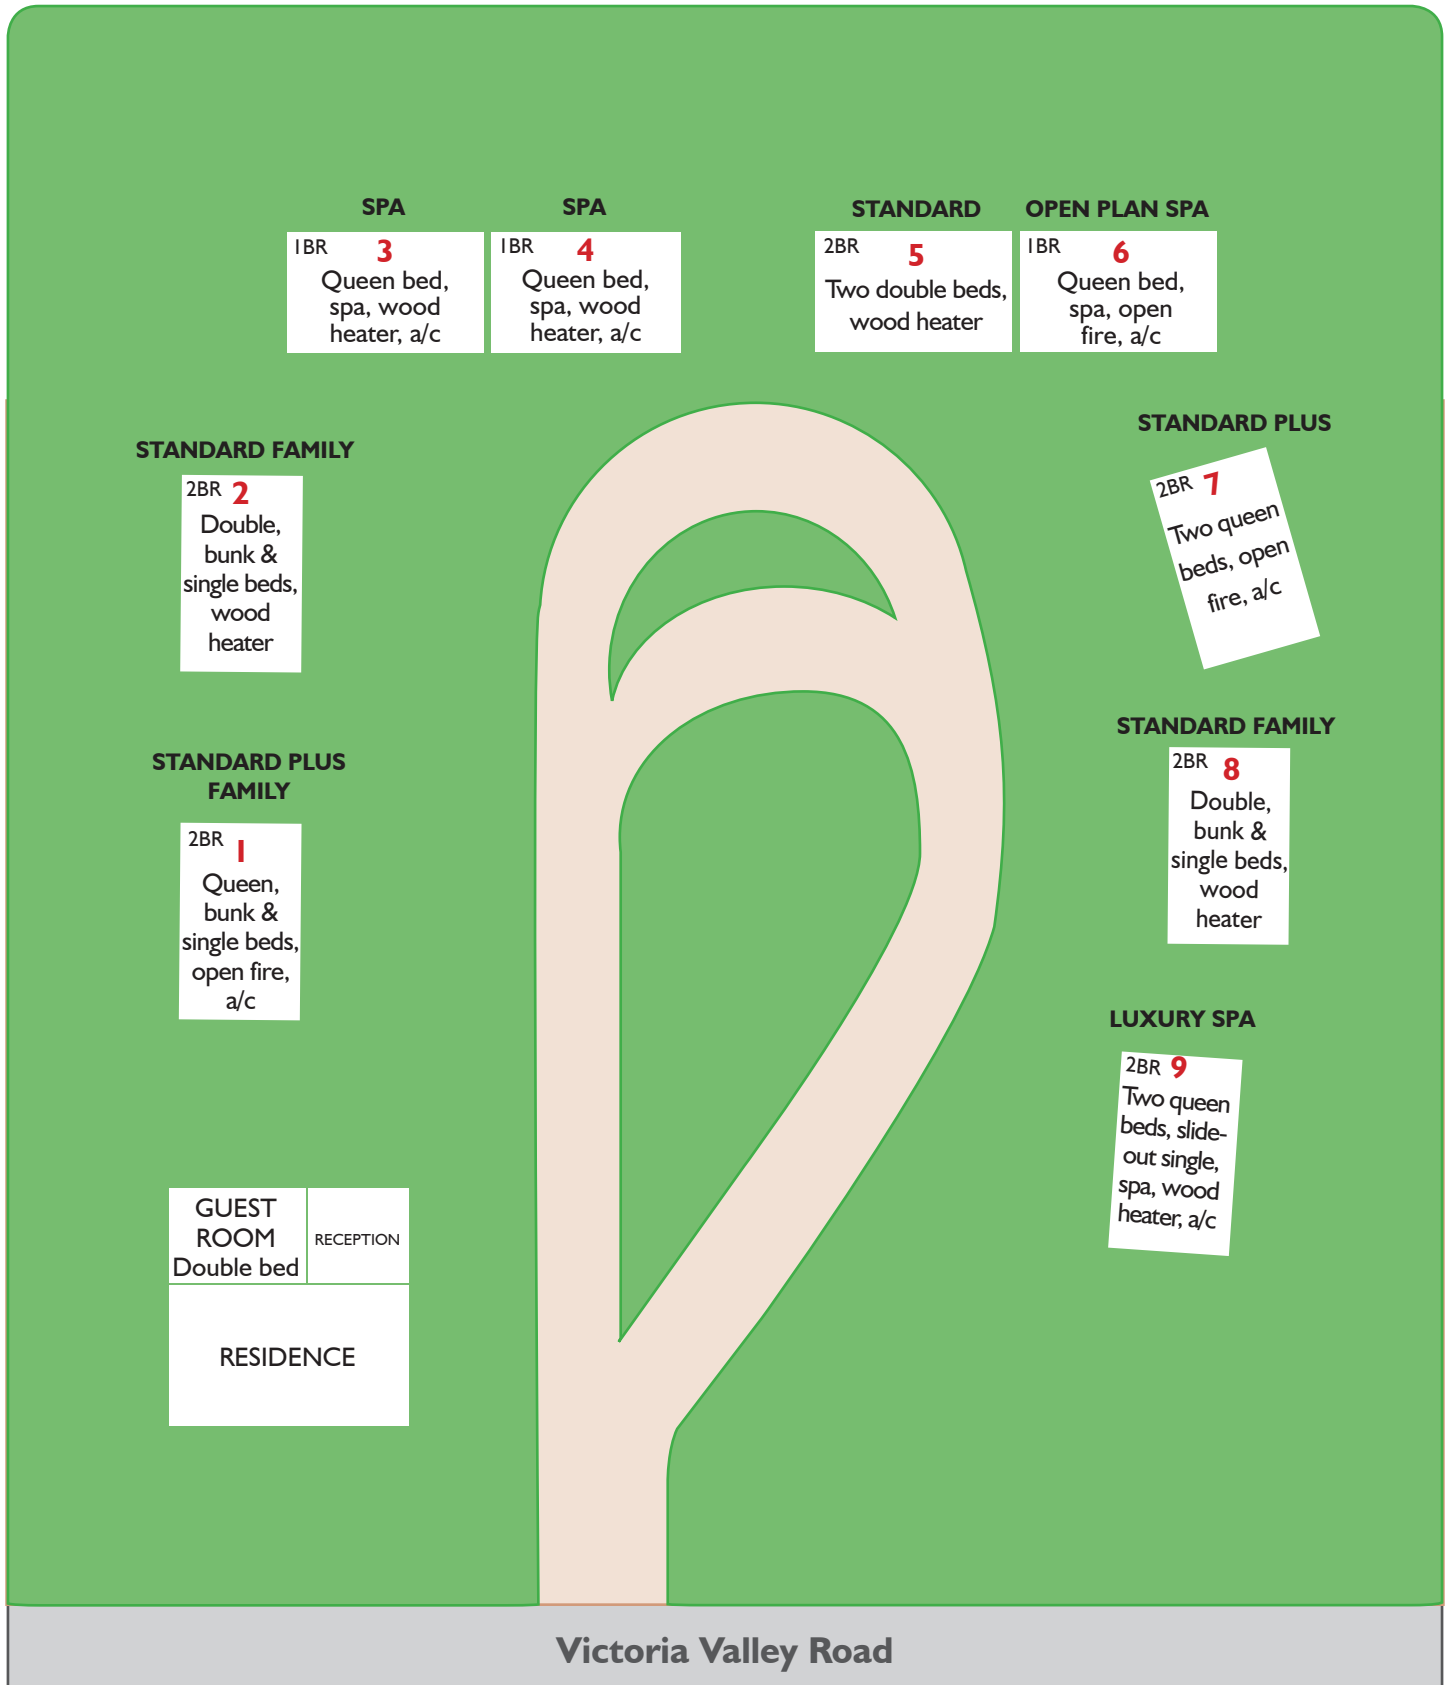 SPA
1BR 3
Queen bed,
spa, wood
heater, a/c
SPA
1BR 4
Queen bed,
spa, wood
heater, a/c
STANDARD
2BR 5
Two double beds,
wood heater
OPEN PLAN SPA
1BR 6
Queen bed,
spa, open
fire, a/c
STANDARD FAMILY
2BR 2
Double,
bunk &
single beds,
wood
heater
STANDARD PLUS
2BR 7
Two queen
beds, open
fire, a/c
STANDARD PLUS
FAMILY
2BR 1
Queen,
bunk &
single beds,
open fire,
a/c
STANDARD FAMILY
2BR 8
Double,
bunk &
single beds,
wood
heater
LUXURY SPA
2BR 9
Two queen
beds, slide-
out single,
spa, wood
heater, a/c
GUEST
ROOM
Double bed
RECEPTION
RESIDENCE
Victoria Valley Road